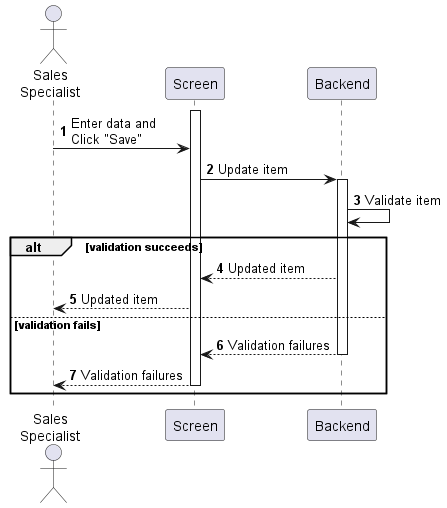 Sales
Specialist
Screen
Backend
1 Enter data and
Click "Save"
2 Update item
3 Validate item
alt [validation succeeds]
4 Updated item
5 Updated item
[validation fails]
6 Validation failures
7 Validation failures
Sales
Specialist
Screen
Backend